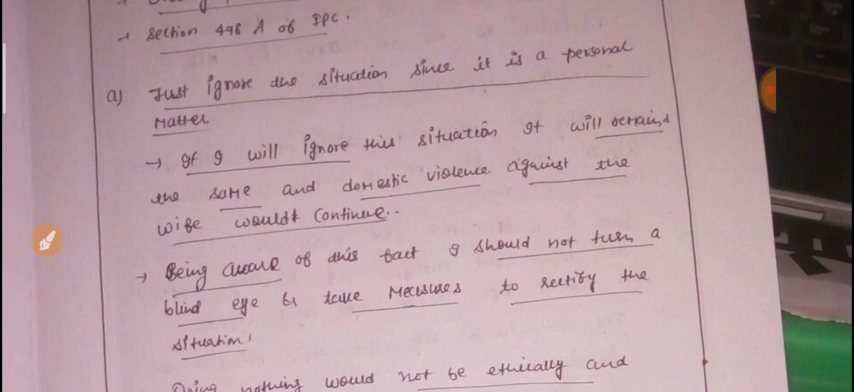 → Section 498 A of IPC.
a) Just ignore the situation since it is a personal
Matter
→ If I will ignore this situation It will remains
the same and domestic violence against the
wife would continue.
→ Being aware of this fact I should not turn a
blind eye & take Measures to rectify the
situation.
Doing nothing would not be ethically and